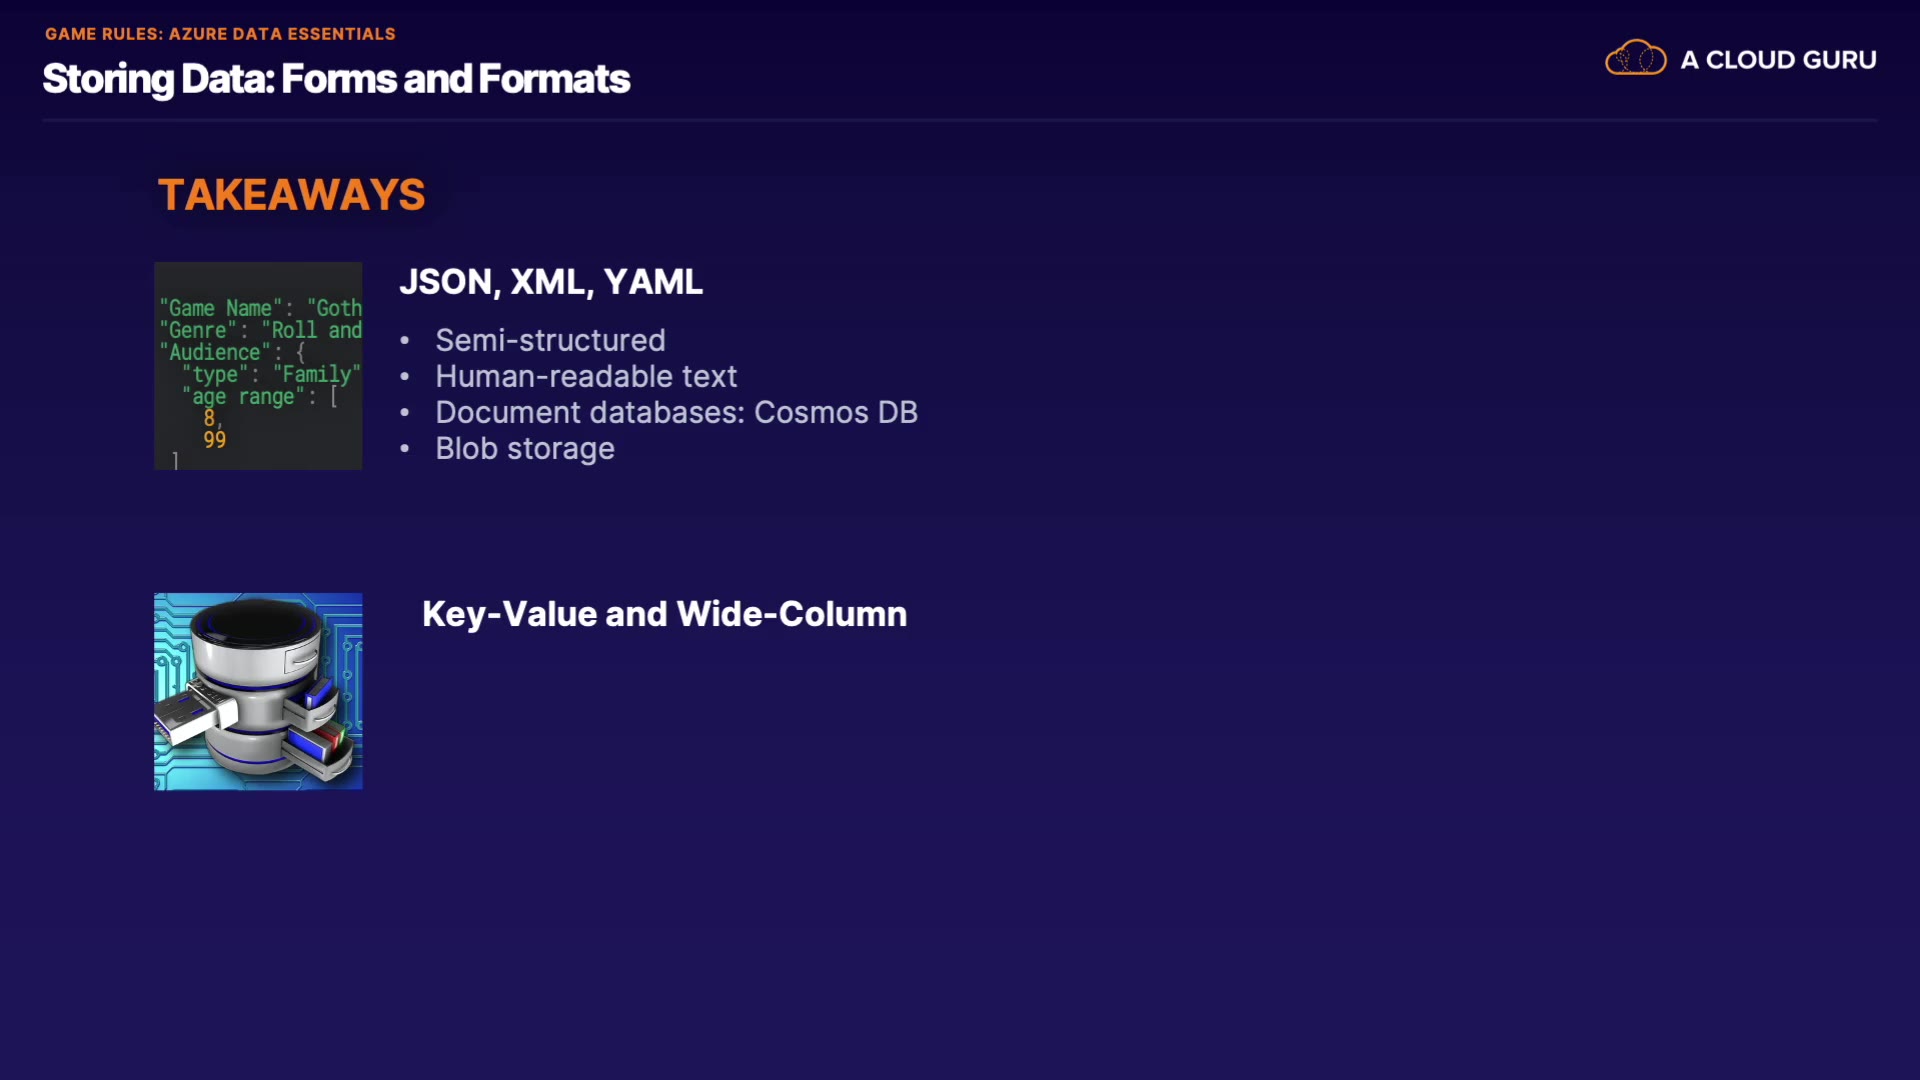 GAME RULES: AZURE DATA ESSENTIALS
Storing Data: Forms and Formats
A CLOUD GURU
TAKEAWAYS
"Game Name": "Goth
"Genre": "Roll and
"Audience": {
"type": "Family"
"age range": [
8,
99
]
JSON, XML, YAML
• Semi-structured
• Human-readable text
• Document databases: Cosmos DB
• Blob storage
Key-Value and Wide-Column